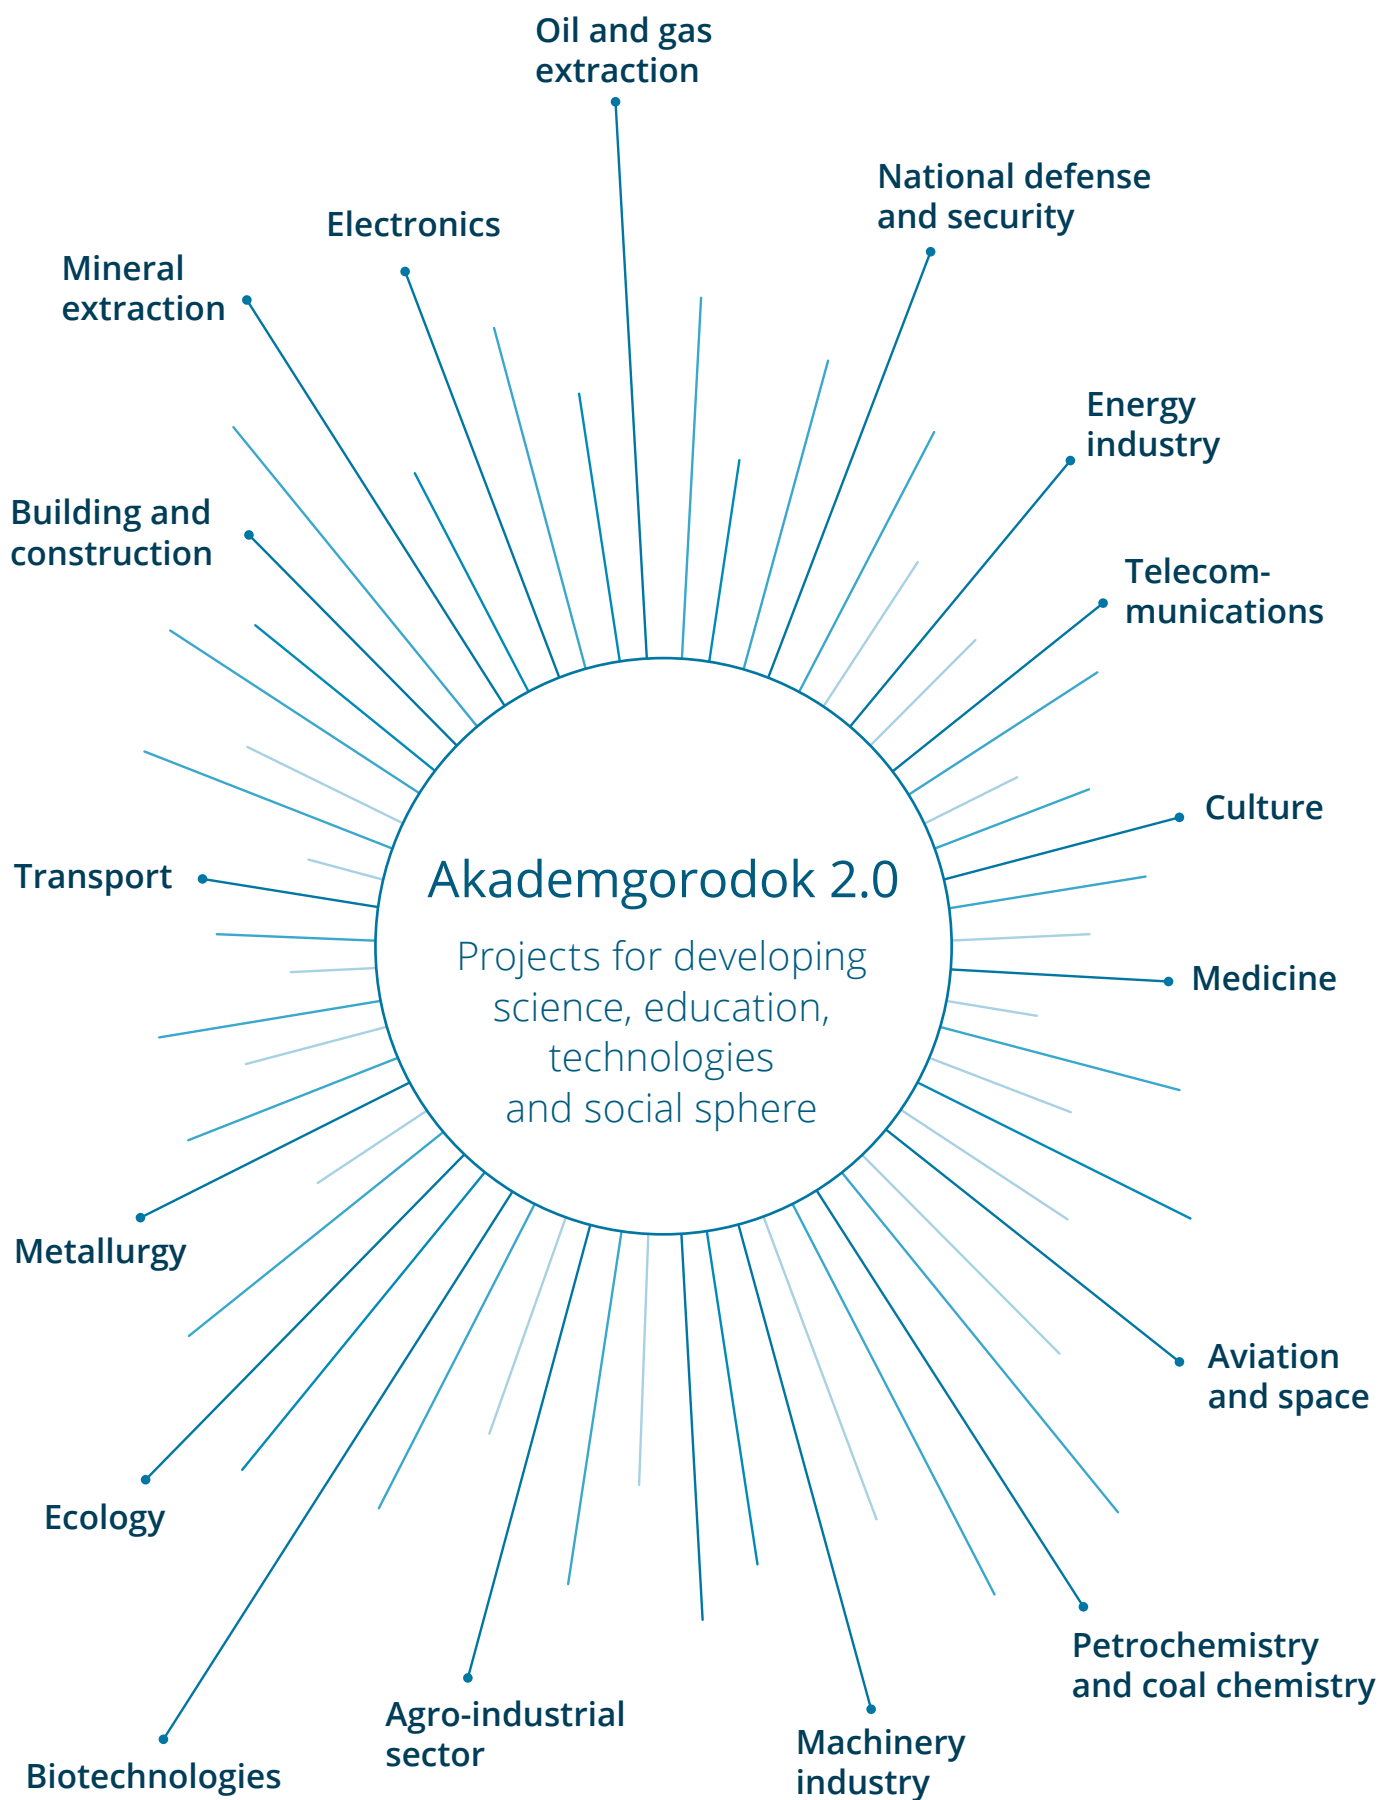 Oil and gas
extraction
National defense
and security
Electronics
Mineral
extraction
Energy
industry
Building and
construction
Telecom-
munications
Culture
Transport
Akademgorodok 2.0
Projects for developing
science, education,
technologies
and social sphere
Medicine
Metallurgy
Aviation
and space
Ecology
Petrochemistry
and coal chemistry
Agro-industrial
sector
Machinery
industry
Biotechnologies